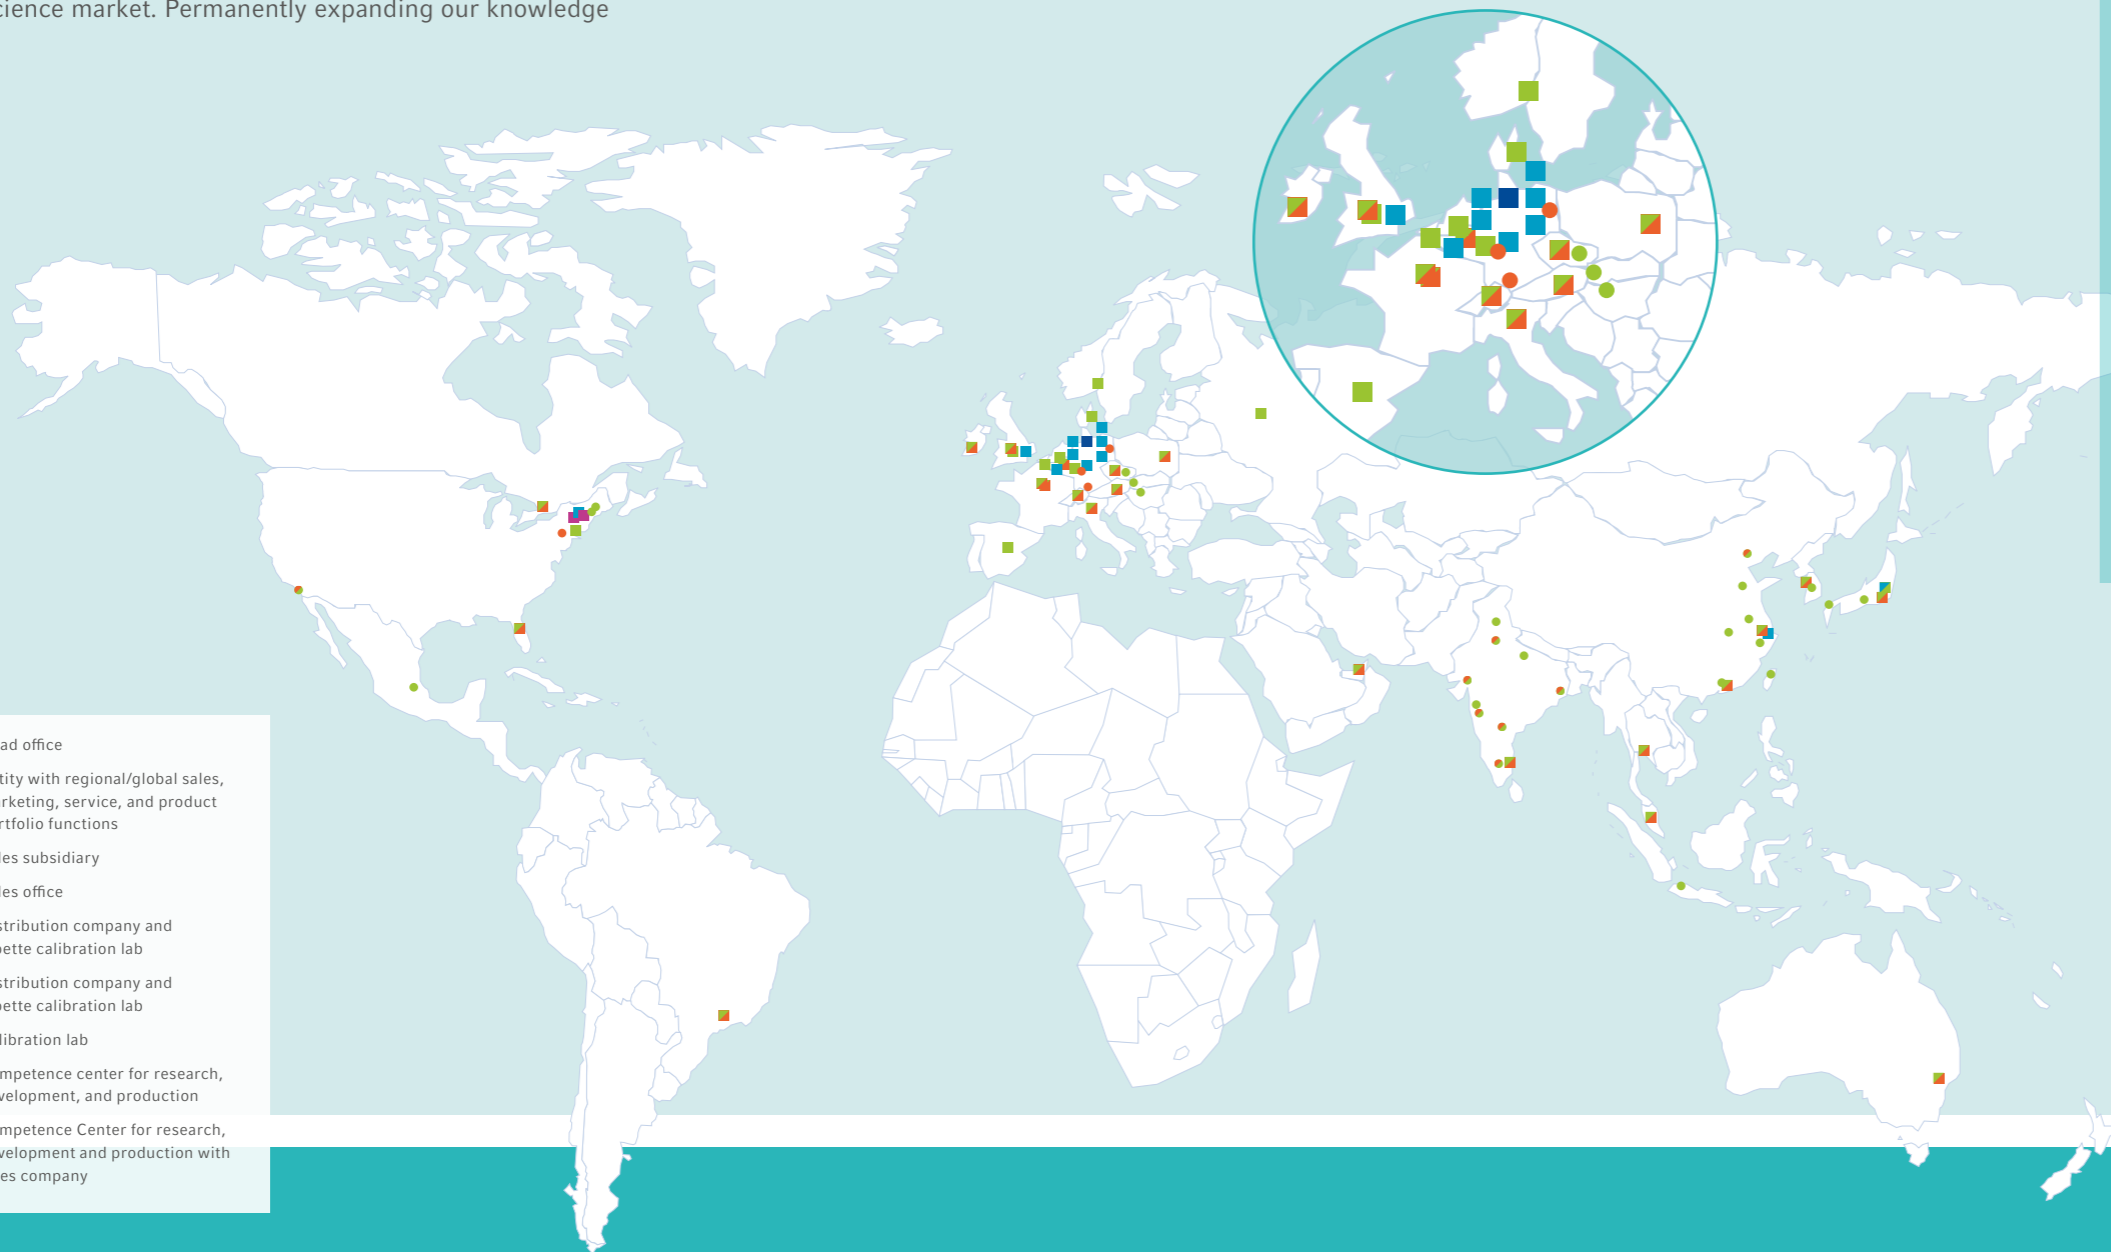 cience market. Permanently expanding our knowledge
ad office
tity with regional/global sales,
rketing, service, and product
rtfolio functions
les subsidiary
les office
stribution company and
pette calibration lab
stribution company and
pette calibration lab
libration lab
mpetence center for research,
velopment, and production
mpetence Center for research,
velopment and production with
les company